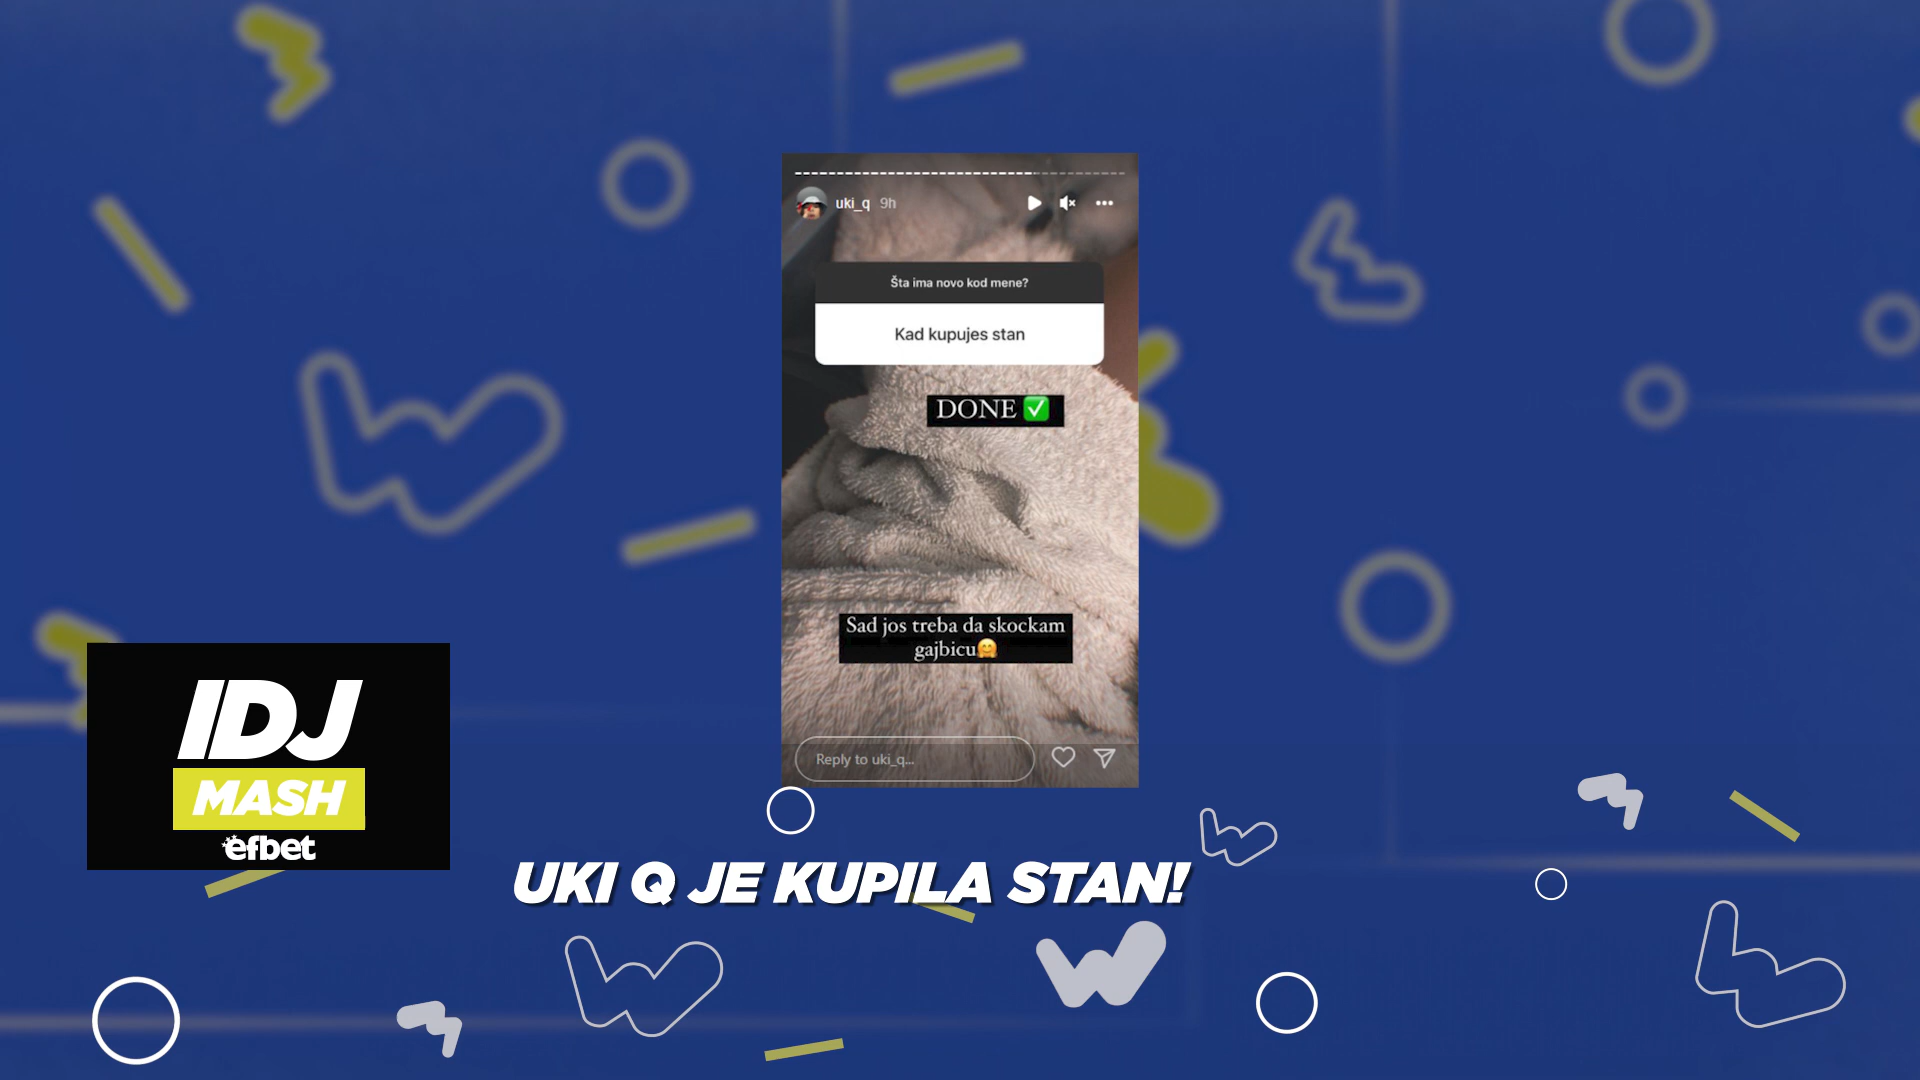 uki_q 9h
Šta ima novo kod mene?
Kad kupujes stan
DONE ✅
Sad jos treba da skockam
gajbicu🤗
Reply to uki_q...
IDJ
MASH
efbet
UKI Q JE KUPILA STAN!